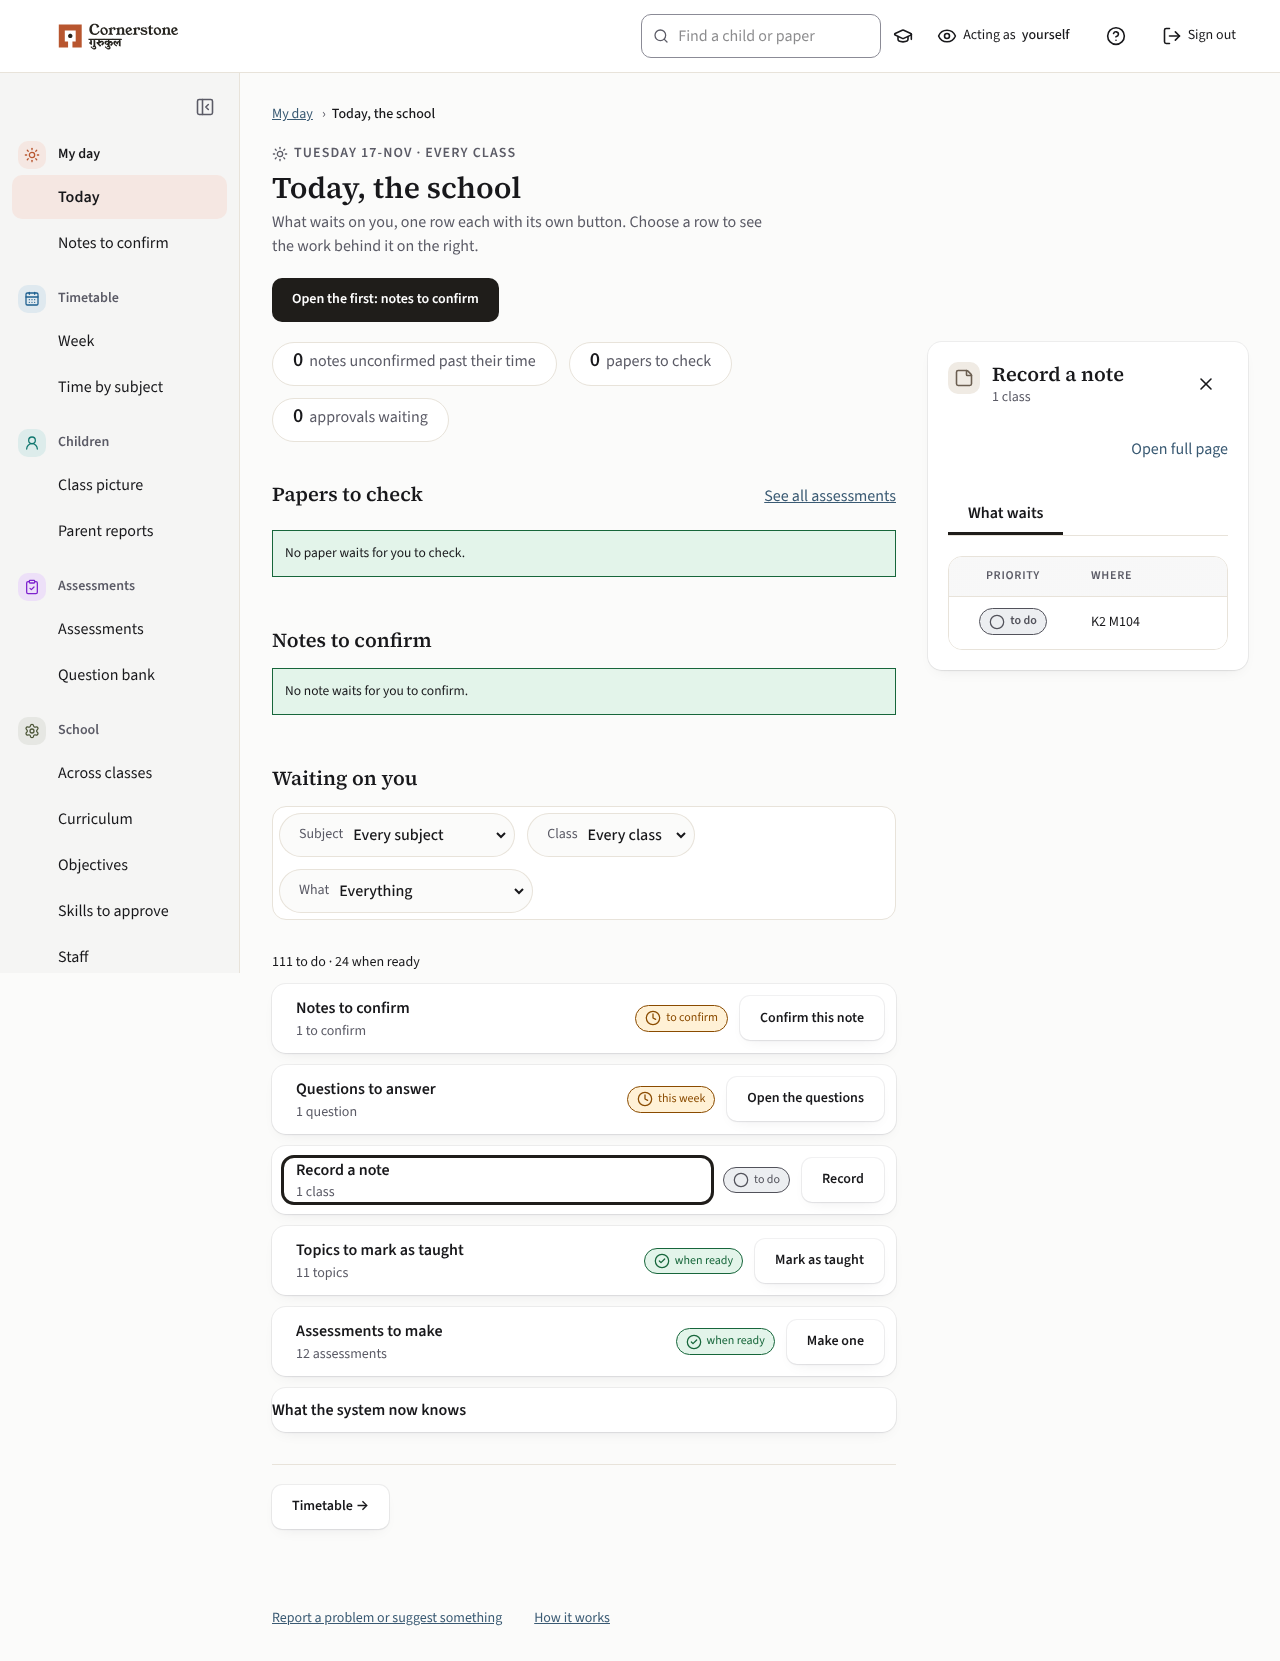 Cornerstone
गुरुकुल
Find a child or paper
Acting as yourself
Sign out
My day
Today
Notes to confirm
Timetable
Week
Time by subject
Children
Class picture
Parent reports
Assessments
Assessments
Question bank
School
Across classes
Curriculum
Objectives
Skills to approve
Staff
My day › Today, the school
TUESDAY 17-NOV · EVERY CLASS
Today, the school
What waits on you, one row each with its own button. Choose a row to see
the work behind it on the right.
Open the first: notes to confirm
0 notes unconfirmed past their time
0 papers to check
0 approvals waiting
Papers to check
See all assessments
No paper waits for you to check.
Notes to confirm
No note waits for you to confirm.
Waiting on you
Subject Every subject
Class Every class
What Everything
111 to do · 24 when ready
Notes to confirm
1 to confirm
to confirm
Confirm this note
Questions to answer
1 question
this week
Open the questions
Record a note
1 class
to do
Record
Topics to mark as taught
11 topics
when ready
Mark as taught
Assessments to make
12 assessments
when ready
Make one
What the system now knows
Timetable →
Report a problem or suggest something
How it works
Record a note
1 class
Open full page
What waits
PRIORITY WHERE
to do K2 M104